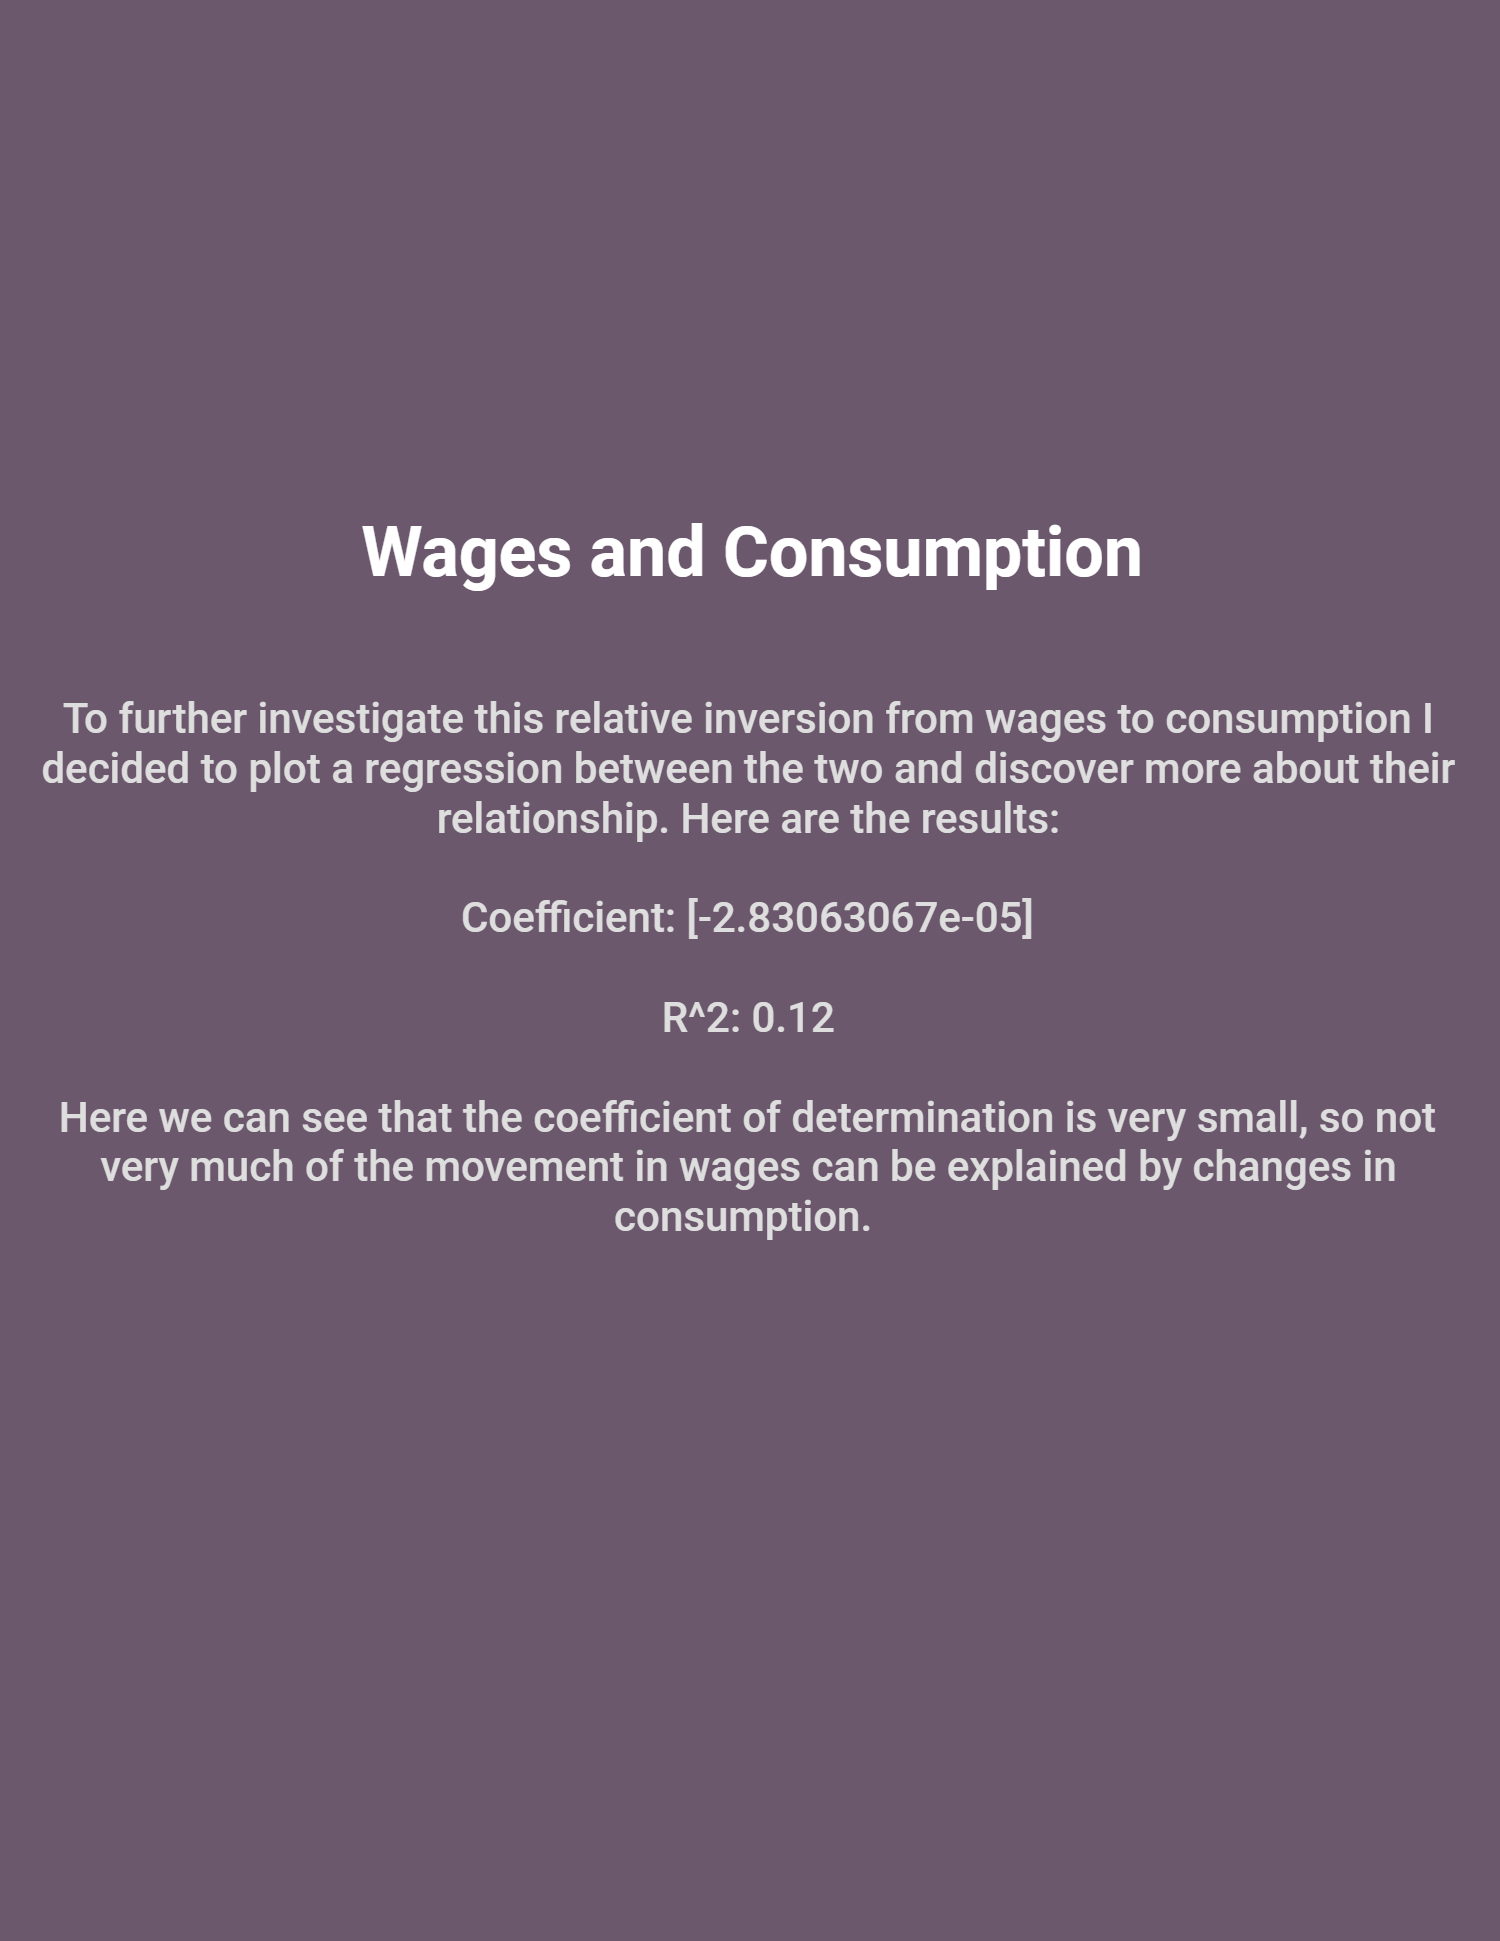 Wages and Consumption
To further investigate this relative inversion from wages to consumption I
decided to plot a regression between the two and discover more about their
relationship. Here are the results:
Coefficient: [-2.83063067e-05]
R^2: 0.12
Here we can see that the coefficient of determination is very small, so not
very much of the movement in wages can be explained by changes in
consumption.